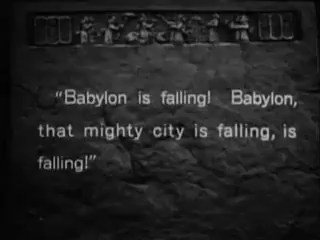 "Babylon is falling! Babylon,
that mighty city is falling, is
falling!"